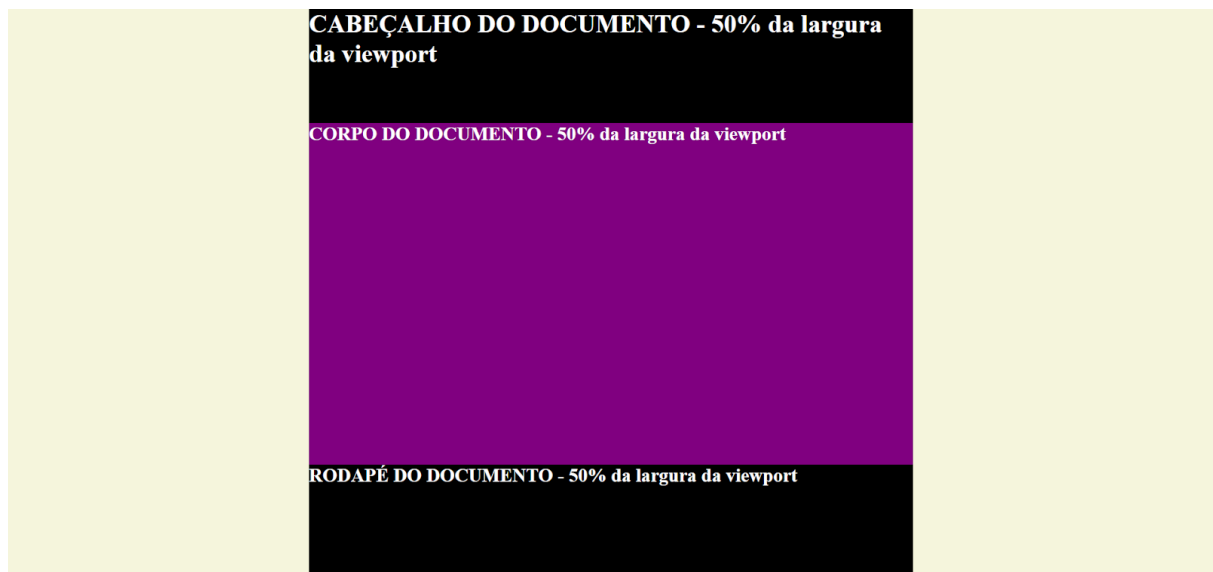 CABEÇALHO DO DOCUMENTO - 50% da largura
da viewport
CORPO DO DOCUMENTO - 50% da largura da viewport
RODAPÉ DO DOCUMENTO - 50% da largura da viewport